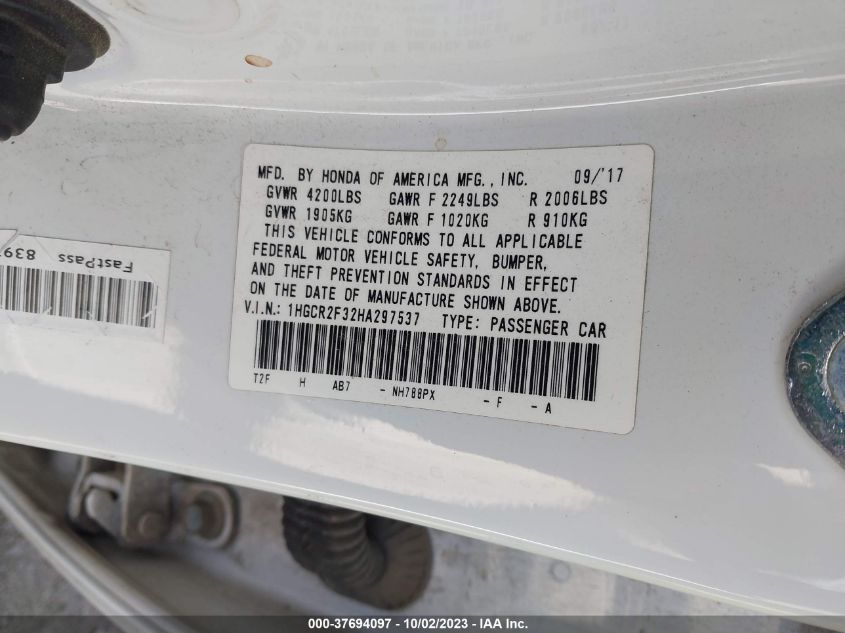 MFD. BY HONDA OF AMERICA MFG., INC. 09/'17
GVWR 4200LBS GAWR F 2249LBS R 2006LBS
GVWR 1905KG GAWR F 1020KG R 910KG
THIS VEHICLE CONFORMS TO ALL APPLICABLE
FEDERAL MOTOR VEHICLE SAFETY, BUMPER,
AND THEFT PREVENTION STANDARDS IN EFFECT
ON THE DATE OF MANUFACTURE SHOWN ABOVE.
V.I.N.: 1HGCR2F32HA297537 TYPE: PASSENGER CAR
T2F H AB7 - NH788PX - F - A
FastPass
000-37694097 - 10/02/2023 - IAA Inc.